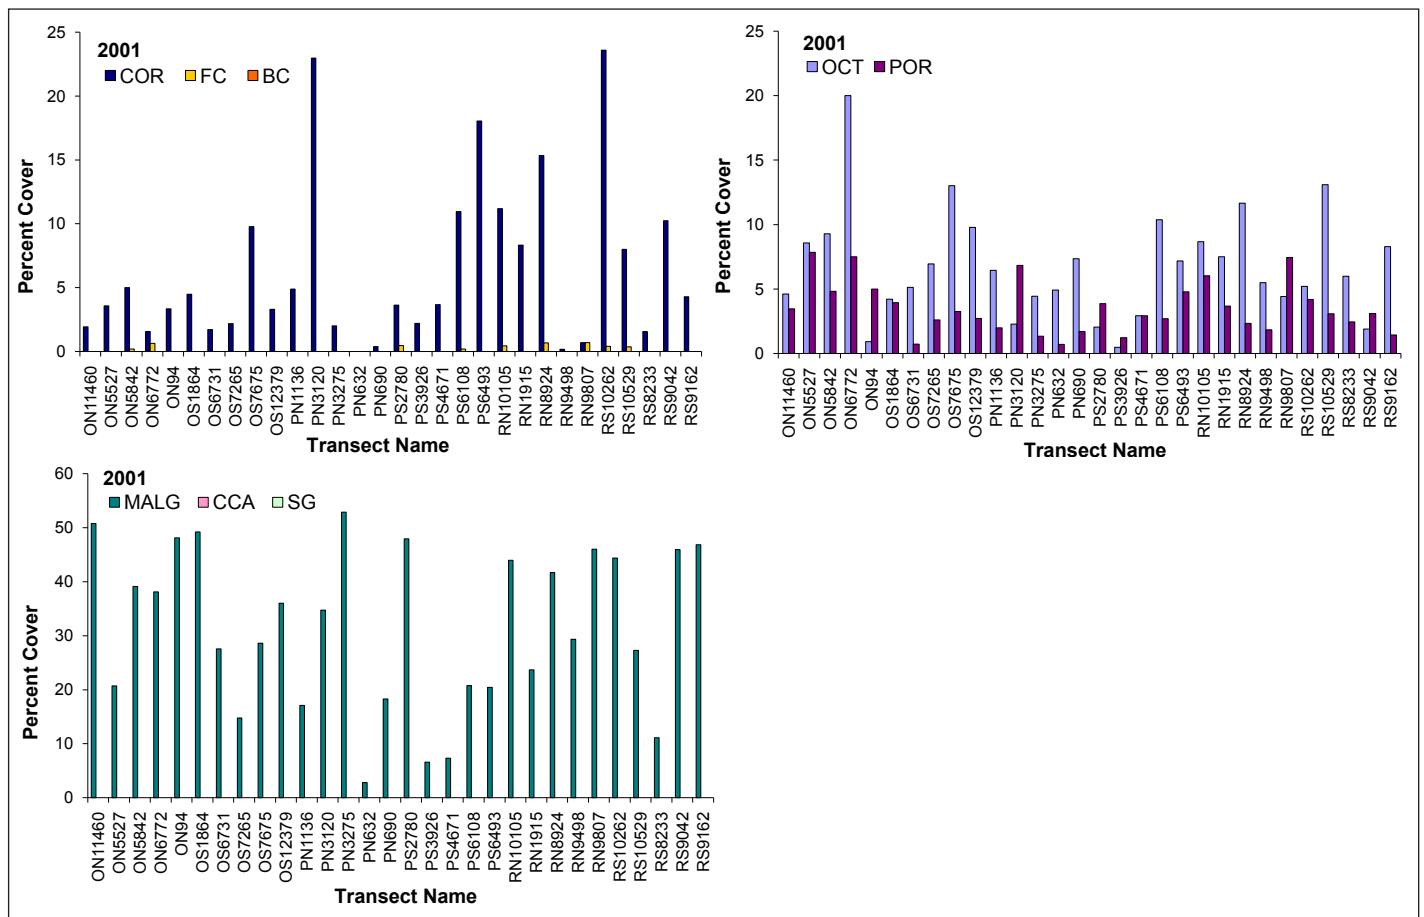 2001
COR FC BC
25
20
15
10
5
0
Percent Cover
ON11460 ON5527 ON5842 ON6772 ON94 OS1864 OS6731 OS7265 OS7675 OS12379 PN1136 PN3120 PN3275 PN632 PN690 PS2780 PS3926 PS4671 PS6108 PS6493 RN10105 RN1915 RN8924 RN9498 RN9807 RS10262 RS10529 RS8233 RS9042 RS9162
Transect Name
2001
OCT POR
25
20
15
10
5
0
Percent Cover
ON11460 ON5527 ON5842 ON6772 ON94 OS1864 OS6731 OS7265 OS7675 OS12379 PN1136 PN3120 PN3275 PN632 PN690 PS2780 PS3926 PS4671 PS6108 PS6493 RN10105 RN1915 RN8924 RN9498 RN9807 RS10262 RS10529 RS8233 RS9042 RS9162
Transect Name
2001
MALG CCA SG
60
50
40
30
20
10
0
Percent Cover
ON11460 ON5527 ON5842 ON6772 ON94 OS1864 OS6731 OS7265 OS7675 OS12379 PN1136 PN3120 PN3275 PN632 PN690 PS2780 PS3926 PS4671 PS6108 PS6493 RN10105 RN1915 RN8924 RN9498 RN9807 RS10262 RS10529 RS8233 RS9042 RS9162
Transect Name